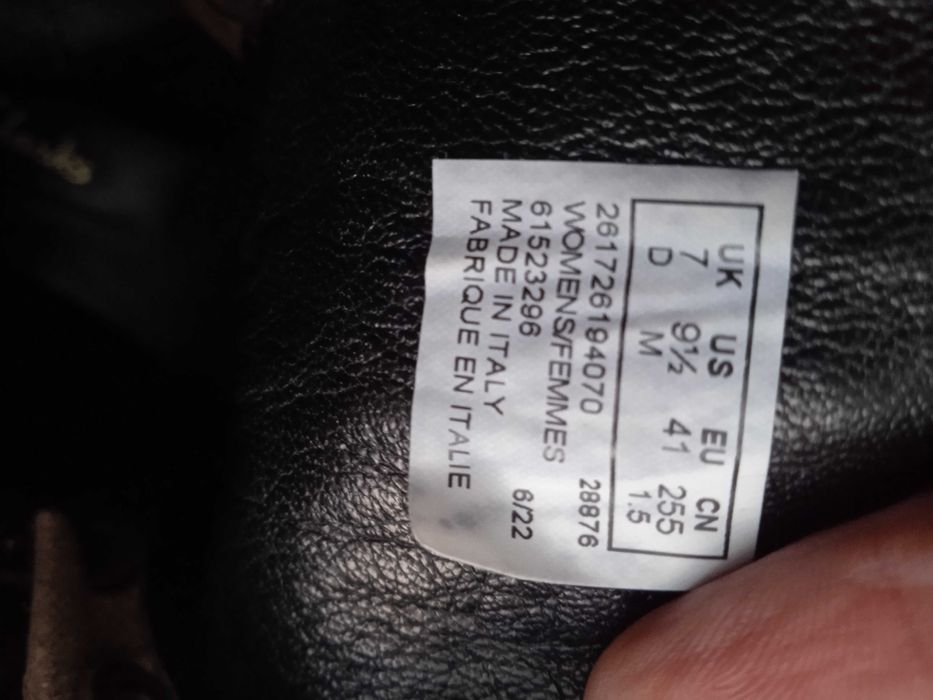 UK US EU CN
7 9½ 41 255
D M 1.5
261726194070 28876
WOMENS/FEMMES
61523296 6/22
MADE IN ITALY
FABRIQUE EN ITALIE